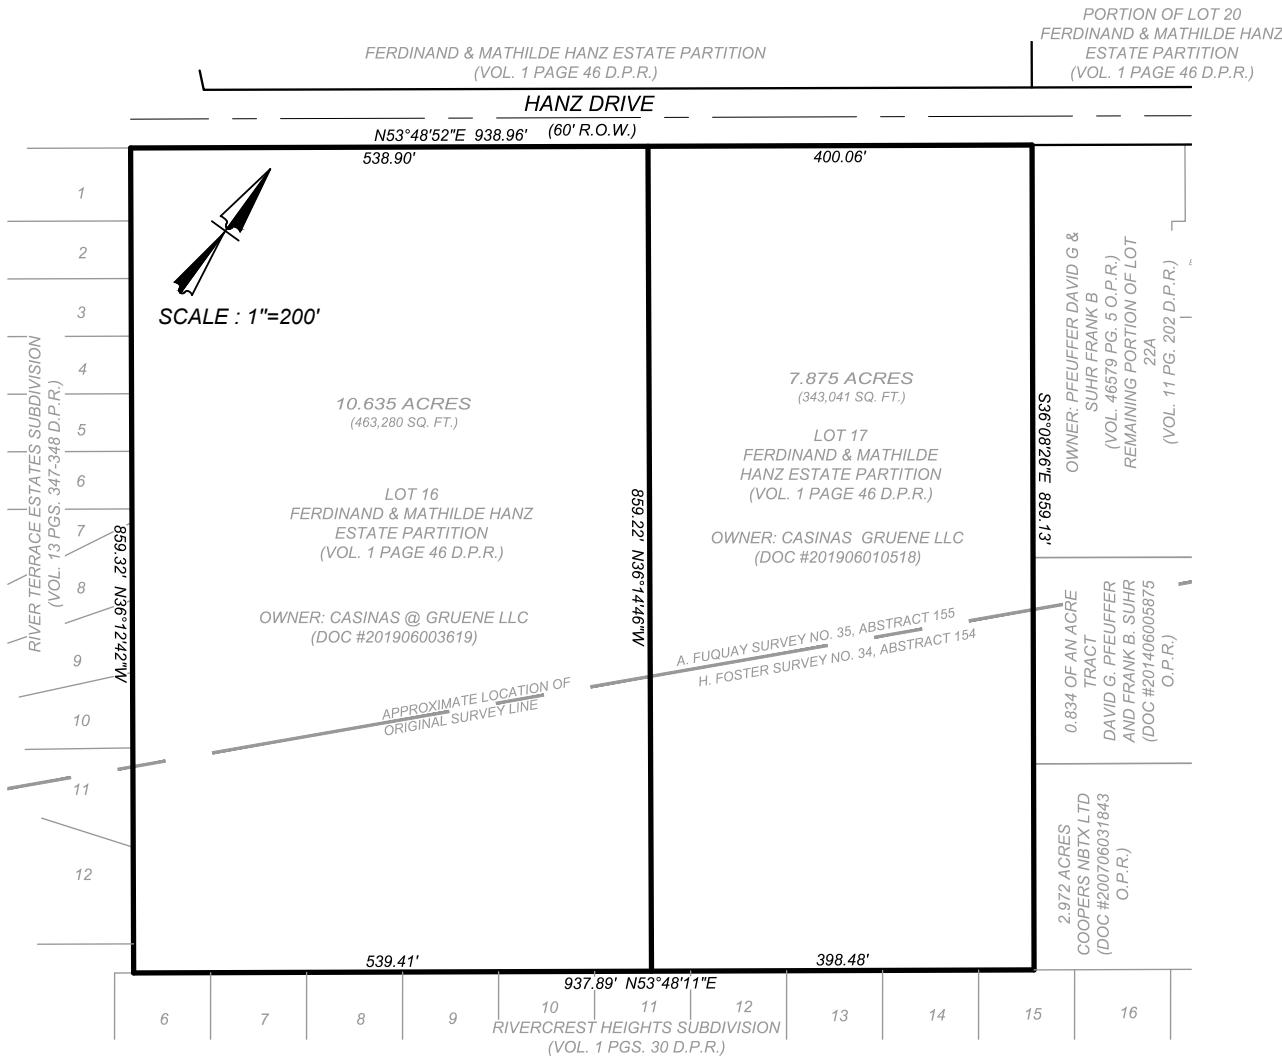 PORTION OF LOT 20
FERDINAND & MATHILDE HANZ
ESTATE PARTITION
(VOL. 1 PAGE 46 D.P.R.)
FERDINAND & MATHILDE HANZ ESTATE PARTITION
(VOL. 1 PAGE 46 D.P.R.)
HANZ DRIVE
(60' R.O.W.)
N53°48'52"E 938.96'
538.90'
400.06'
SCALE : 1"=200'
1
2
3
4
5
6
7
8
9
10
11
12
RIVER TERRACE ESTATES SUBDIVISION
(VOL. 13 PGS. 347-348 D.P.R.)
859.32' N36°12'42"W
10.635 ACRES
(463,280 SQ. FT.)
LOT 16
FERDINAND & MATHILDE HANZ
ESTATE PARTITION
(VOL. 1 PAGE 46 D.P.R.)
OWNER: CASINAS @ GRUENE LLC
(DOC #201906003619)
859.22' N36°14'46"W
7.875 ACRES
(343,041 SQ. FT.)
LOT 17
FERDINAND & MATHILDE
HANZ ESTATE PARTITION
(VOL. 1 PAGE 46 D.P.R.)
OWNER: CASINAS GRUENE LLC
(DOC #201906010518)
S36°08'26"E 859.13'
OWNER: PFEUFFER DAVID G &
SUHR FRANK B
(VOL. 46579 PG. 5 O.P.R.)
REMAINING PORTION OF LOT
22A
(VOL. 11 PG. 202 D.P.R.)
A. FUQUAY SURVEY NO. 35, ABSTRACT 155
H. FOSTER SURVEY NO. 34, ABSTRACT 154
APPROXIMATE LOCATION OF
ORIGINAL SURVEY LINE
0.834 OF AN ACRE
TRACT
DAVID G. PFEUFFER
AND FRANK B. SUHR
(DOC #201406005875
O.P.R.)
2.972 ACRES
COOPERS NBTX LTD
(DOC #200706031843
O.P.R.)
539.41'
398.48'
937.89' N53°48'11"E
6
7
8
9
10
11
12
13
14
15
16
RIVERCREST HEIGHTS SUBDIVISION
(VOL. 1 PGS. 30 D.P.R.)